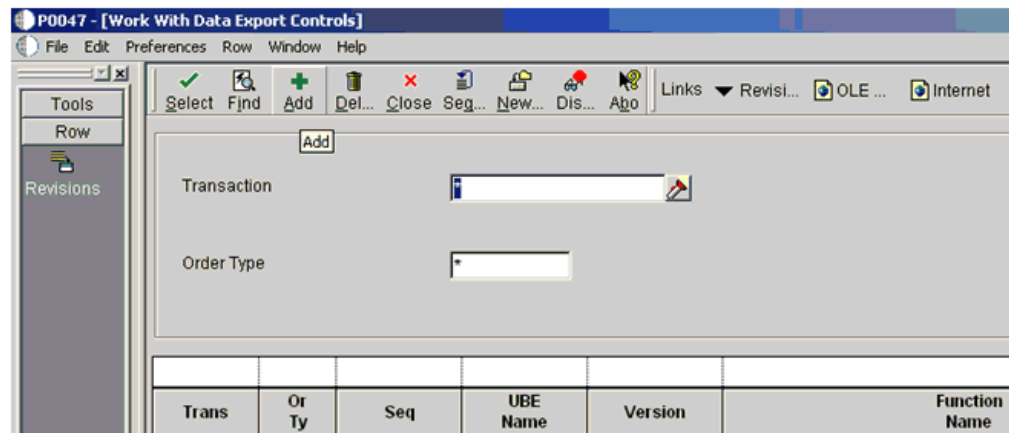 P0047 - [Work With Data Export Controls]
File Edit Preferences Row Window Help
Tools
Row
Revisions
Select Find Add Del... Close Seq... New... Dis... Abo Links Revisi... OLE ... Internet
Add
Transaction *
Order Type *
Trans Or Ty Seq UBE Name Version Function Name